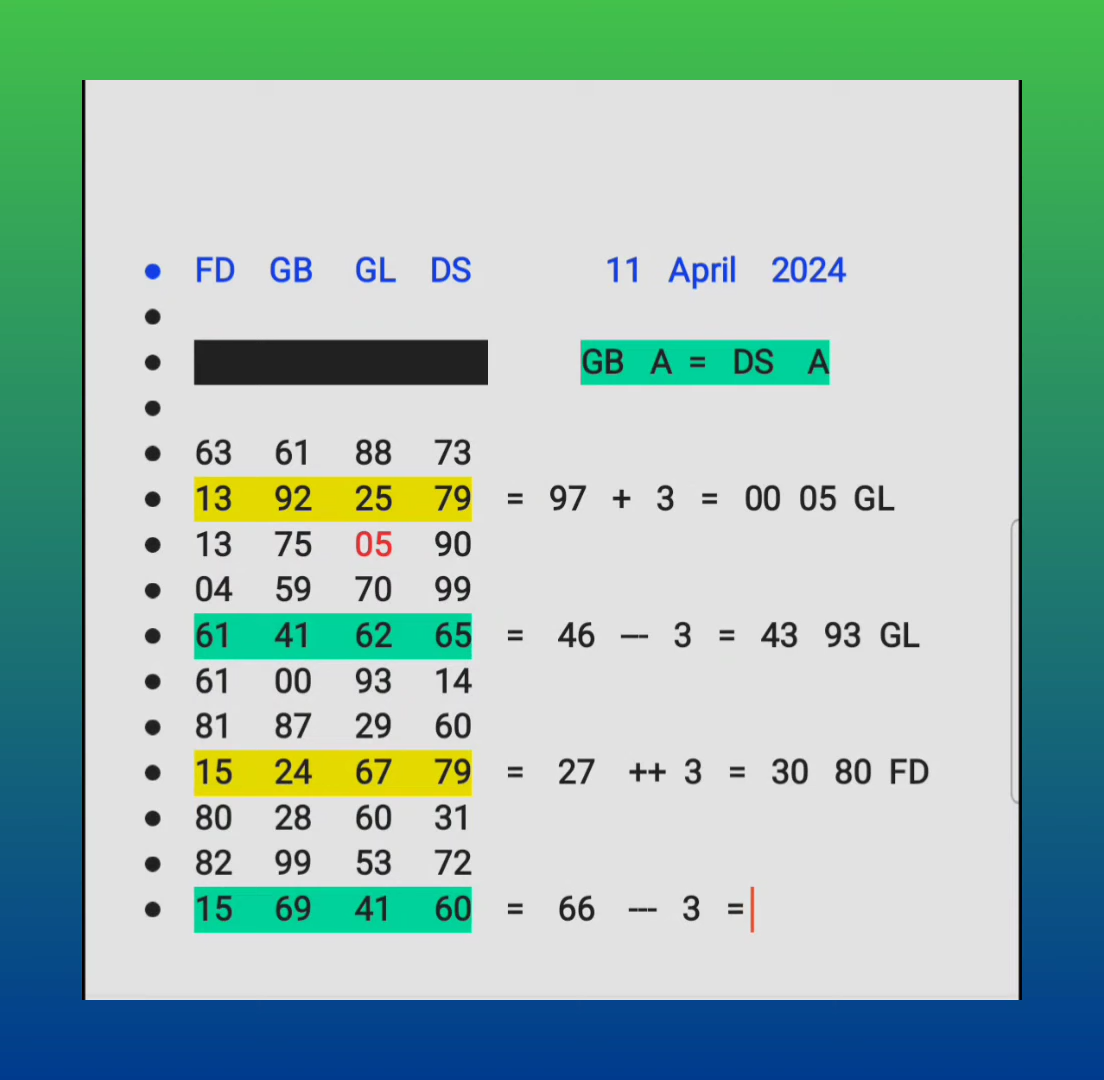 FD GB GL DS 11 April 2024
GB A = DS A
63 61 88 73
13 92 25 79 = 97 + 3 = 00 05 GL
13 75 05 90
04 59 70 99
61 41 62 65 = 46 --- 3 = 43 93 GL
61 00 93 14
81 87 29 60
15 24 67 79 = 27 ++ 3 = 30 80 FD
80 28 60 31
82 99 53 72
15 69 41 60 = 66 --- 3 =